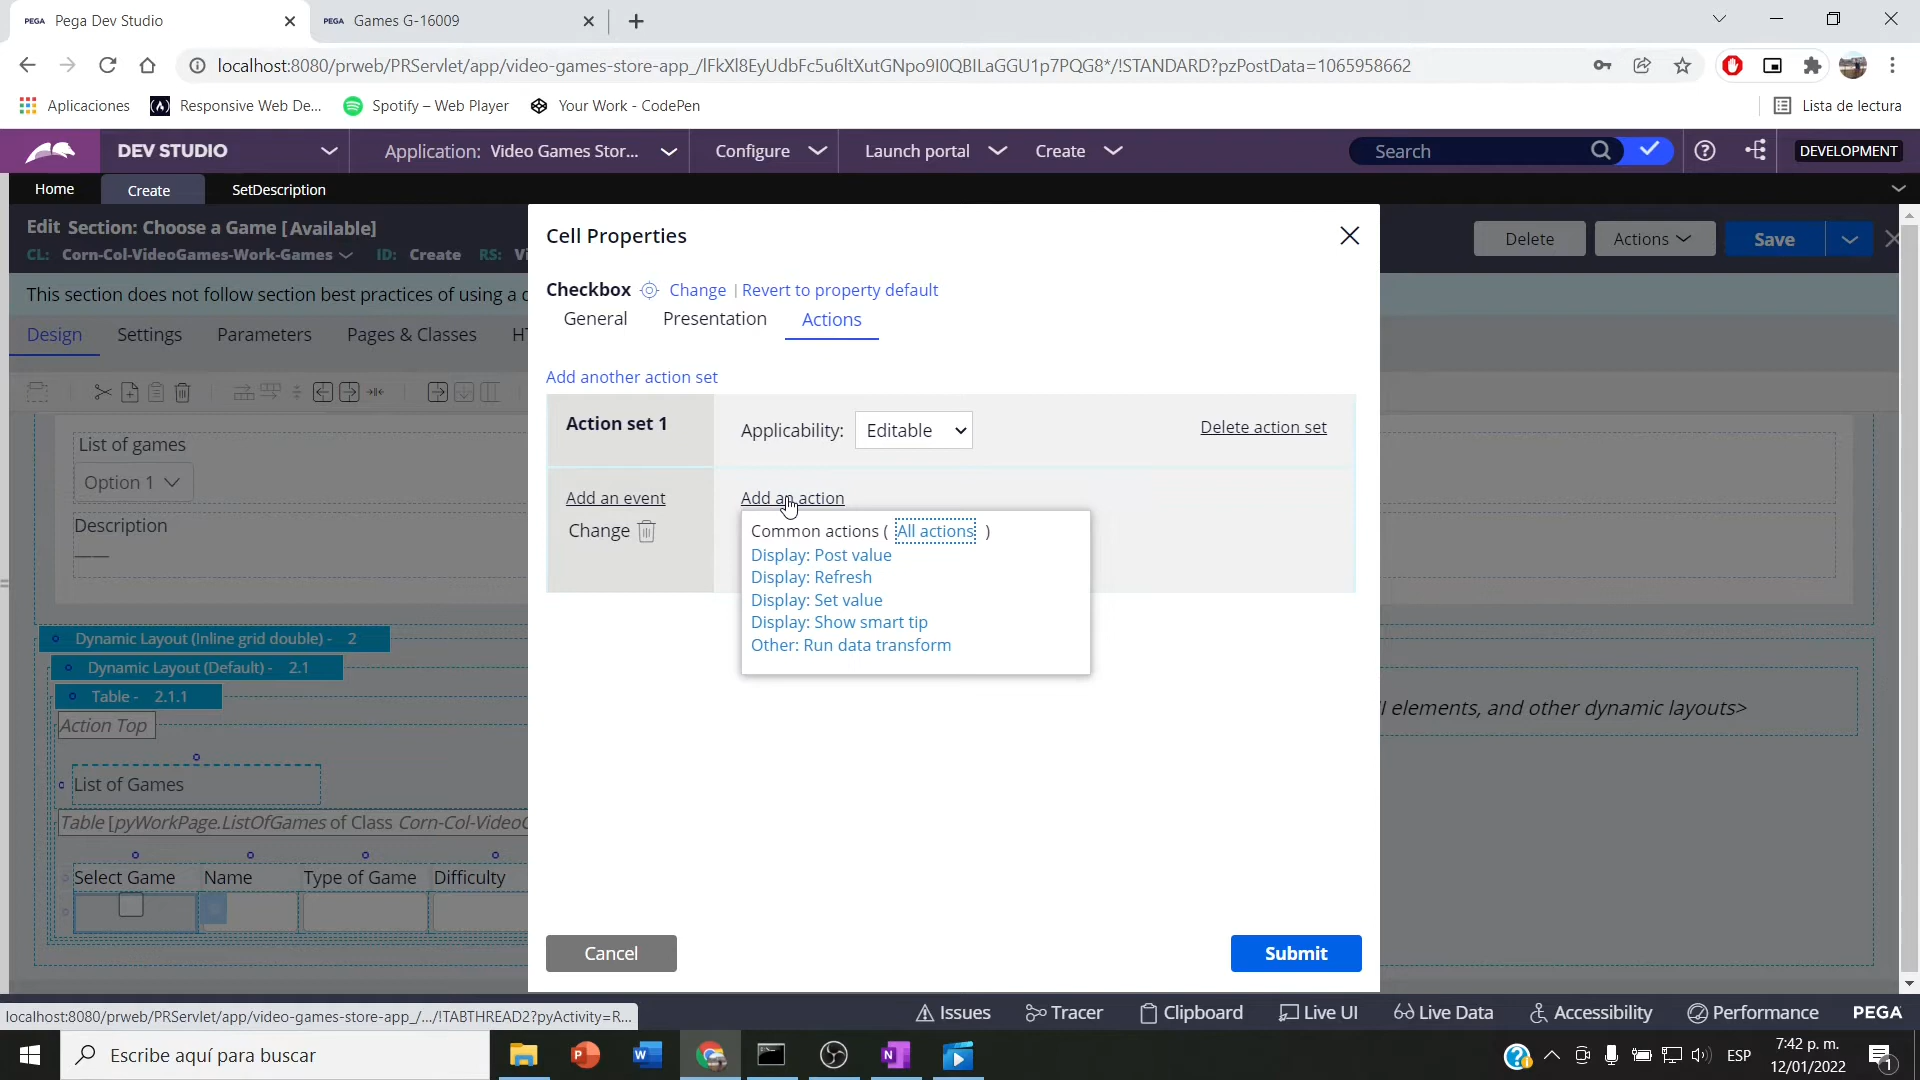 PEGA Pega Dev Studio
PEGA Games G-16009
localhost:8080/prweb/PRServlet/app/video-games-store-app_/lFkXl8EyUdbFc5u6ltXutGNpo9I0QBILaGGU1p7PQG8*/!STANDARD?pzPostData=1065958662
Aplicaciones
Responsive Web De...
Spotify – Web Player
Your Work - CodePen
Lista de lectura
DEV STUDIO
Application: Video Games Stor...
Configure
Launch portal
Create
Search
DEVELOPMENT
Home
Create
SetDescription
Edit Section: Choose a Game [Available]
CL: Corn-Col-VideoGames-Work-Games ID: Create RS: Vi
Delete
Actions
Save
This section does not follow section best practices of using a d
Design
Settings
Parameters
Pages & Classes
HT
List of games
Option 1
Description
Dynamic Layout (Inline grid double) - 2
Dynamic Layout (Default) - 2.1
Table - 2.1.1
Action Top
List of Games
Table [pyWorkPage.ListOfGames of Class Corn-Col-VideoG
Select Game
Name
Type of Game
Difficulty
l elements, and other dynamic layouts>
Cell Properties
Checkbox
Change | Revert to property default
General
Presentation
Actions
Add another action set
Action set 1
Applicability: Editable
Delete action set
Add an event
Add an action
Change
Common actions ( All actions )
Display: Post value
Display: Refresh
Display: Set value
Display: Show smart tip
Other: Run data transform
Cancel
Submit
localhost:8080/prweb/PRServlet/app/video-games-store-app_/.../!TABTHREAD2?pyActivity=R...
Issues
Tracer
Clipboard
Live UI
Live Data
Accessibility
Performance
PEGA
Escribe aquí para buscar
ESP
7:42 p. m.
12/01/2022
1